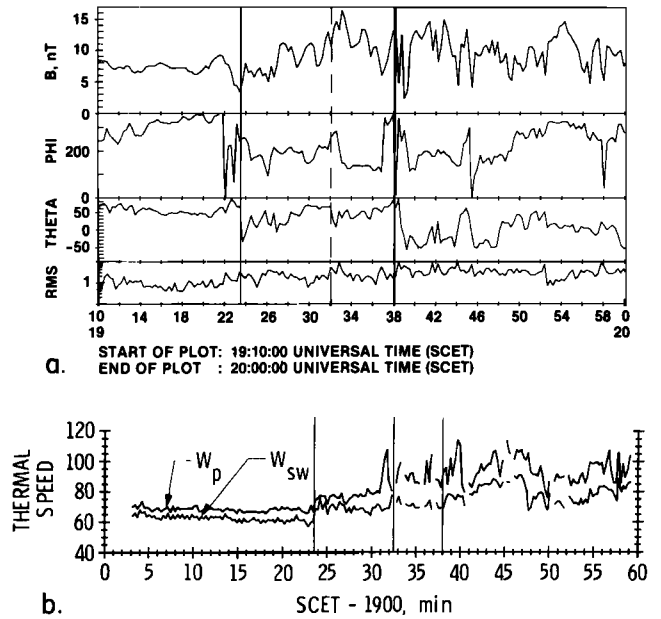 15
10
5
0
B, nT
200
0
PHI
50
0
-50
THETA
1
RMS
10 14 18 22 26 30 34 38 42 46 50 54 58 0
19 20
START OF PLOT: 19:10:00 UNIVERSAL TIME (SCET)
a. END OF PLOT : 20:00:00 UNIVERSAL TIME (SCET)
120
100
80
60
40
THERMAL
SPEED
-Wp
Wsw
0 5 10 15 20 25 30 35 40 45 50 55 60
b. SCET - 1900, min